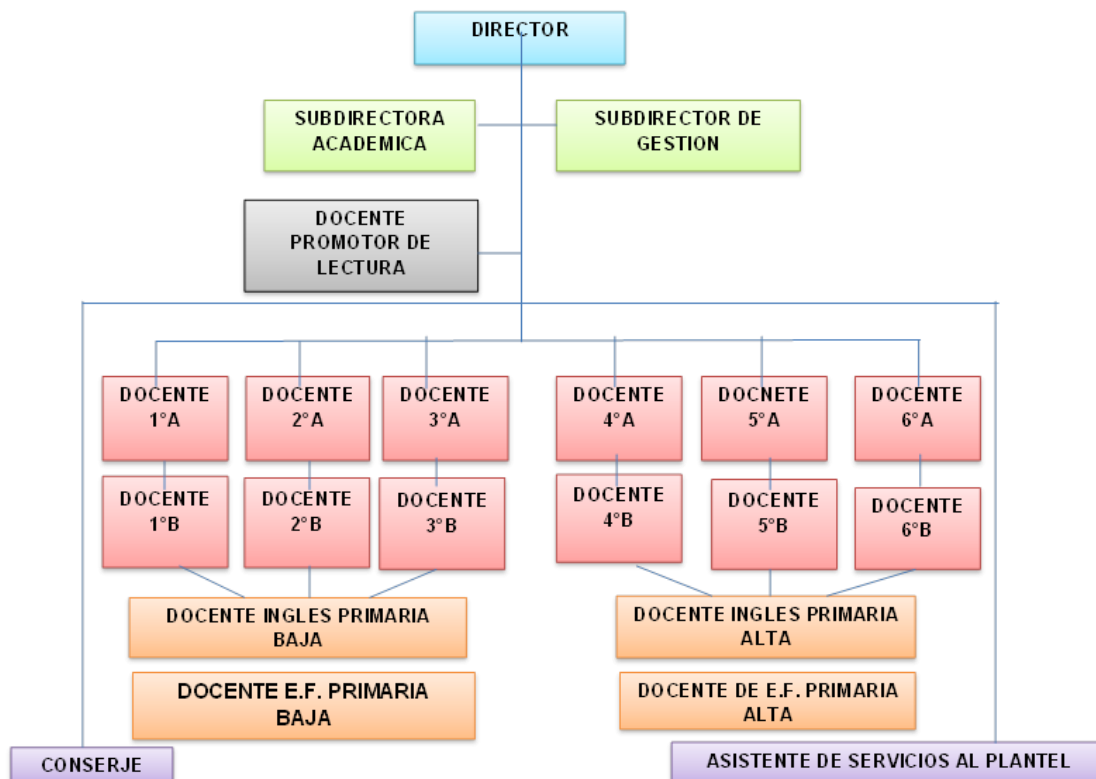 DIRECTOR
SUBDIRECTORA
ACADEMICA
SUBDIRECTOR DE
GESTION
DOCENTE
PROMOTOR DE
LECTURA
DOCENTE
1°A
DOCENTE
2°A
DOCENTE
3°A
DOCENTE
4°A
DOCNETE
5°A
DOCENTE
6°A
DOCENTE
1°B
DOCENTE
2°B
DOCENTE
3°B
DOCENTE
4°B
DOCENTE
5°B
DOCENTE
6°B
DOCENTE INGLES PRIMARIA
BAJA
DOCENTE INGLES PRIMARIA
ALTA
DOCENTE E.F. PRIMARIA
BAJA
DOCENTE DE E.F. PRIMARIA
ALTA
CONSERJE
ASISTENTE DE SERVICIOS AL PLANTEL